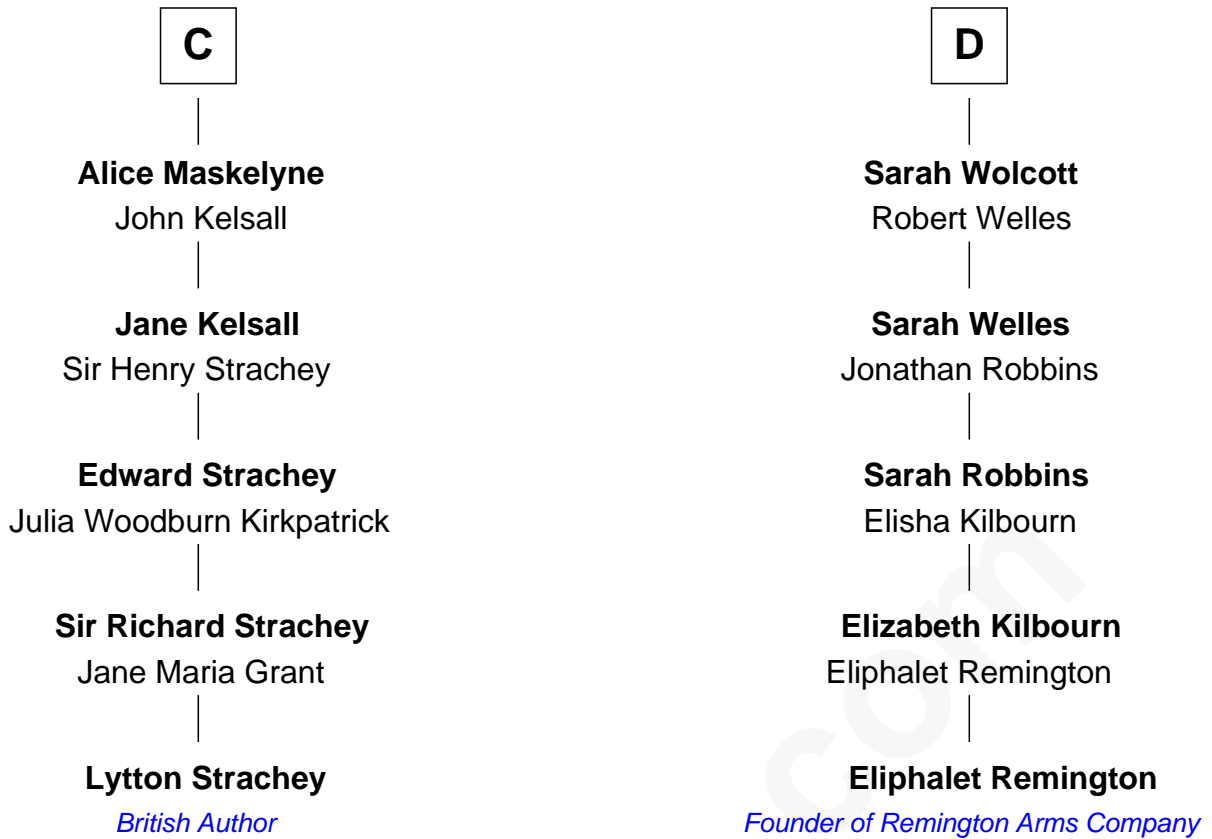 C
Alice Maskelyne
John Kelsall
Jane Kelsall
Sir Henry Strachey
Edward Strachey
Julia Woodburn Kirkpatrick
Sir Richard Strachey
Jane Maria Grant
Lytton Strachey
British Author
D
Sarah Wolcott
Robert Welles
Sarah Welles
Jonathan Robbins
Sarah Robbins
Elisha Kilbourn
Elizabeth Kilbourn
Eliphalet Remington
Eliphalet Remington
Founder of Remington Arms Company
com